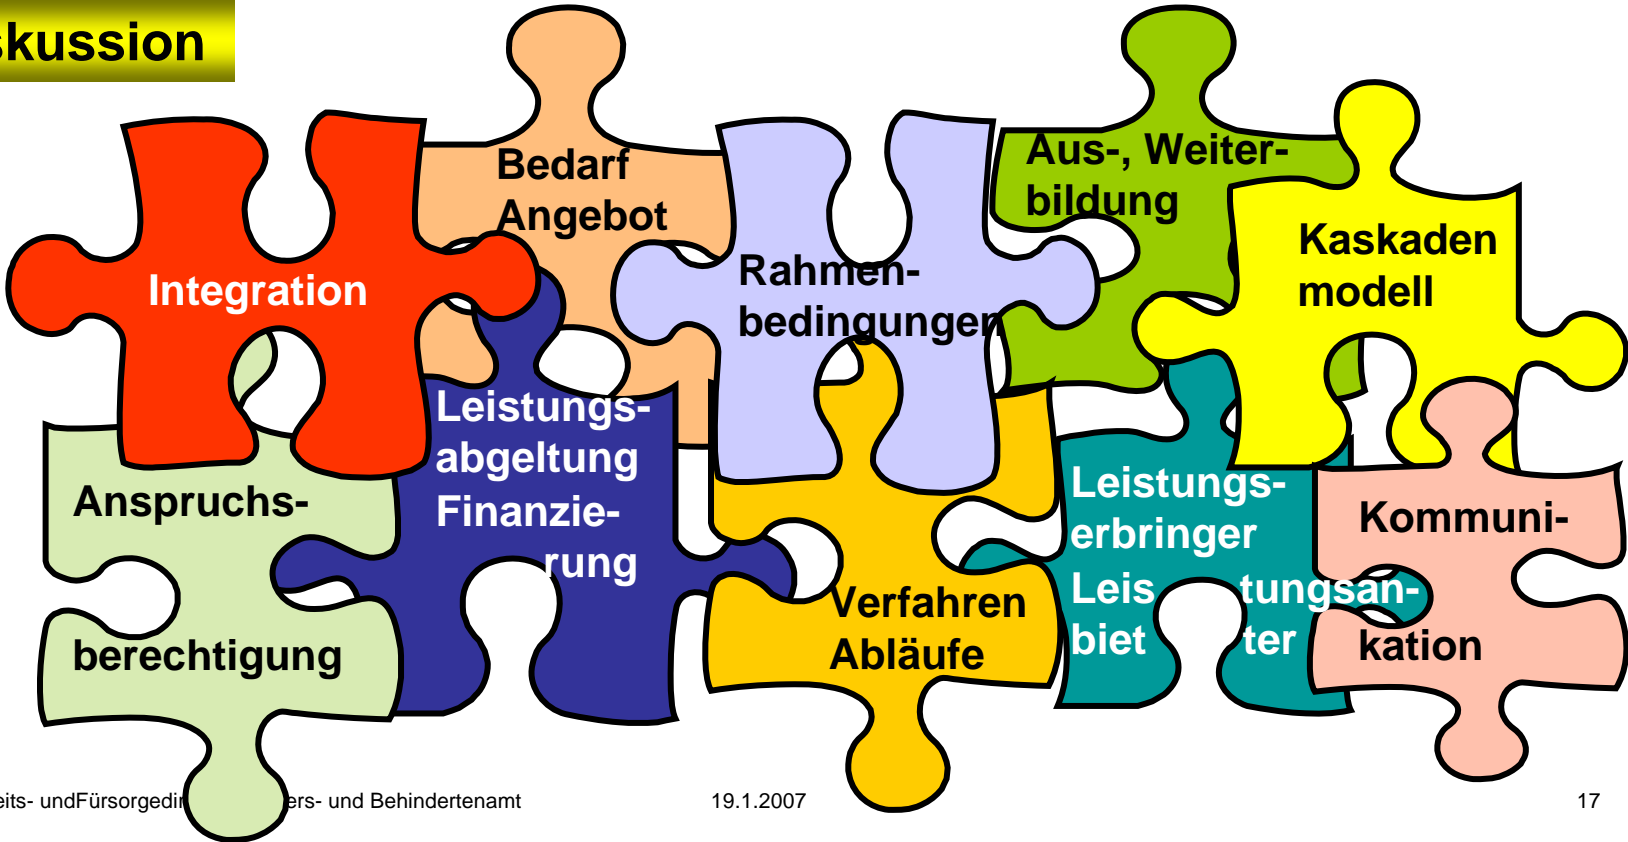 skussion
Bedarf
Angebot
Aus-, Weiter-
bildung
Kaskaden
modell
Integration
Rahmen-
bedingungen
Leistungs-
abgeltung
Finanzie-
rung
Anspruchs-
berechtigung
Verfahren
Abläufe
Leistungs-
erbringer
Leis tungsan-
biet ter
Kommuni-
kation
eits- undFürsorgedir ers- und Behindertenamt 19.1.2007 17